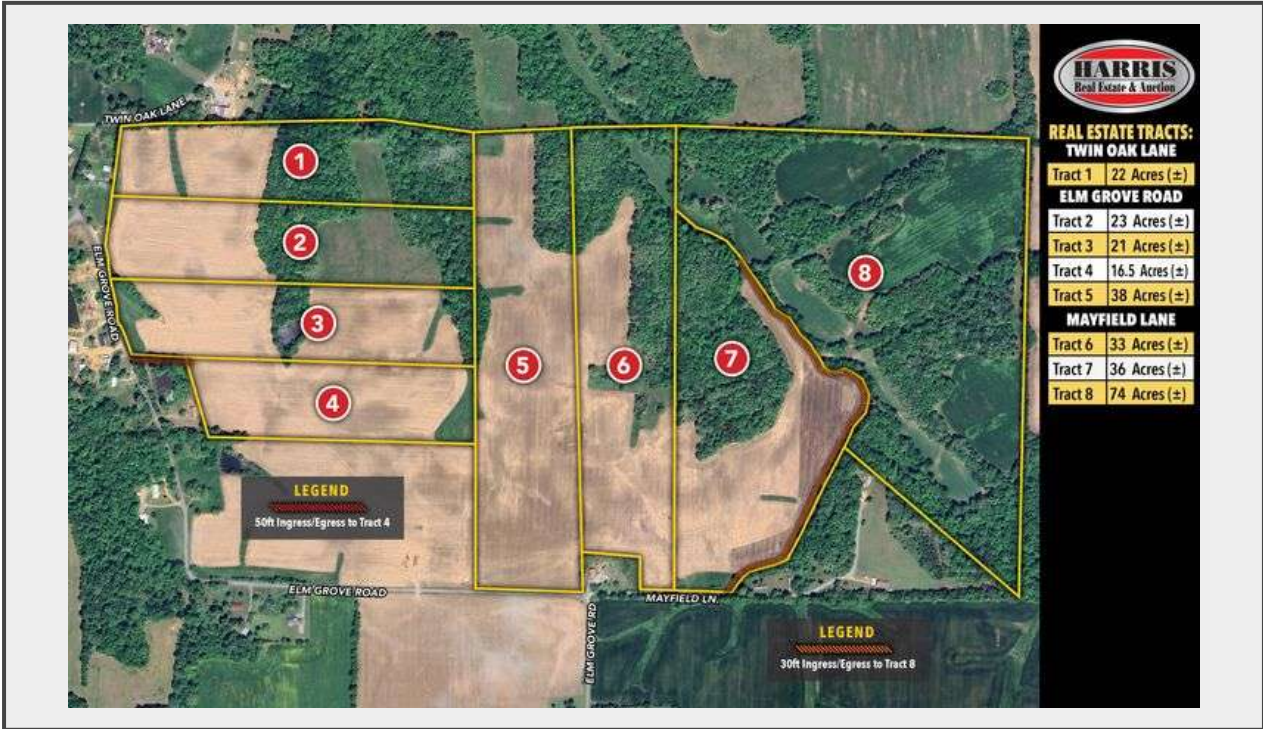 HARRIS
Real Estate & Auction
REAL ESTATE TRACTS:
TWIN OAK LANE
Tract 1 22 Acres (±)
ELM GROVE ROAD
Tract 2 23 Acres (±)
Tract 3 21 Acres (±)
Tract 4 16.5 Acres (±)
Tract 5 38 Acres (±)
MAYFIELD LANE
Tract 6 33 Acres (±)
Tract 7 36 Acres (±)
Tract 8 74 Acres (±)
TWIN OAK LANE
ELM GROVE ROAD
1
2
3
4
5
6
7
8
LEGEND
50ft Ingress/Egress to Tract 4
ELM GROVE ROAD
ELM GROVE RD
MAYFIELD LN.
LEGEND
30ft Ingress/Egress to Tract 8